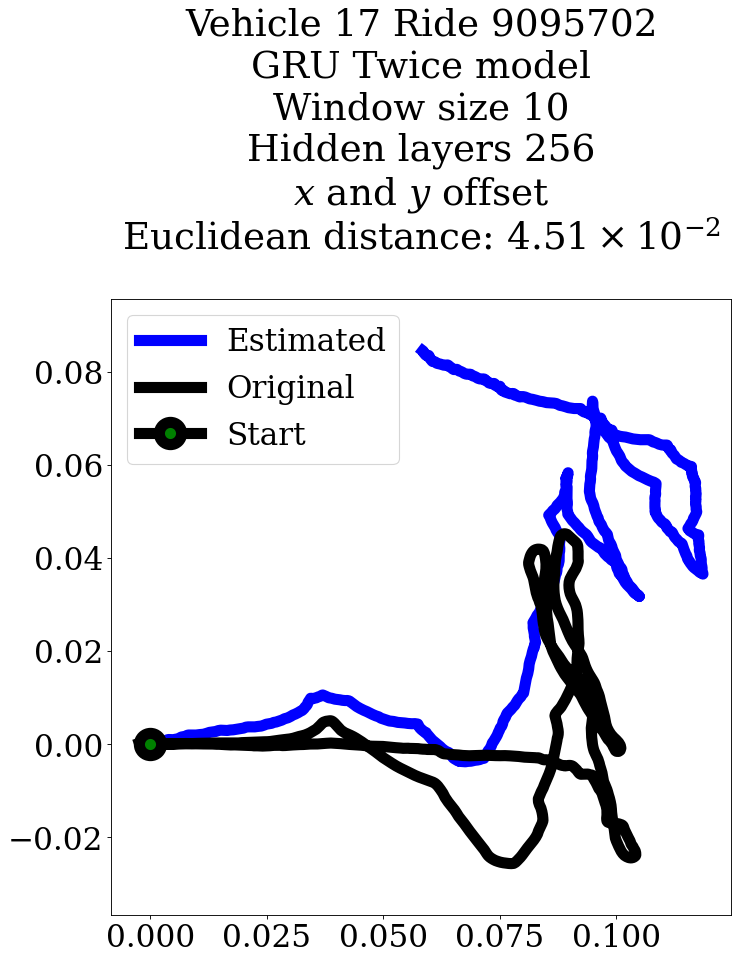 Vehicle 17 Ride 9095702
GRU Twice model
Window size 10
Hidden layers 256
x and y offset
Euclidean distance: 4.51 × 10⁻²
Estimated
Original
Start
0.08
0.06
0.04
0.02
0.00
−0.02
0.000 0.025 0.050 0.075 0.100